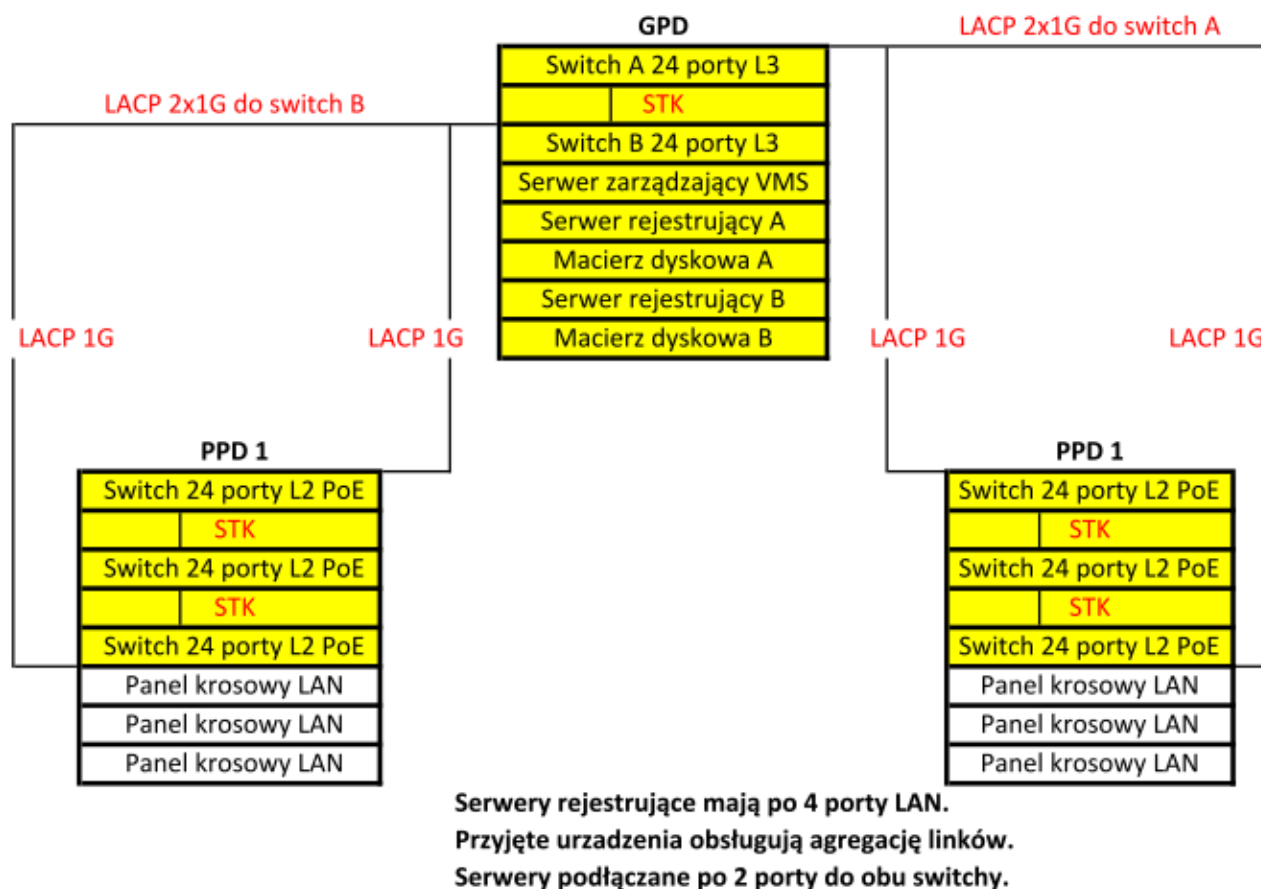 GPD
LACP 2x1G do switch A
Switch A 24 porty L3
LACP 2x1G do switch B
STK
Switch B 24 porty L3
Serwer zarządzający VMS
Serwer rejestrujący A
Macierz dyskowa A
Serwer rejestrujący B
Macierz dyskowa B
LACP 1G
LACP 1G
LACP 1G
LACP 1G
PPD 1
Switch 24 porty L2 PoE
STK
Switch 24 porty L2 PoE
STK
Switch 24 porty L2 PoE
Panel krosowy LAN
Panel krosowy LAN
Panel krosowy LAN
PPD 1
Switch 24 porty L2 PoE
STK
Switch 24 porty L2 PoE
STK
Switch 24 porty L2 PoE
Panel krosowy LAN
Panel krosowy LAN
Panel krosowy LAN
Serwery rejestrujące mają po 4 porty LAN.
Przyjęte urzadzenia obsługują agregację linków.
Serwery podłączane po 2 porty do obu switchy.